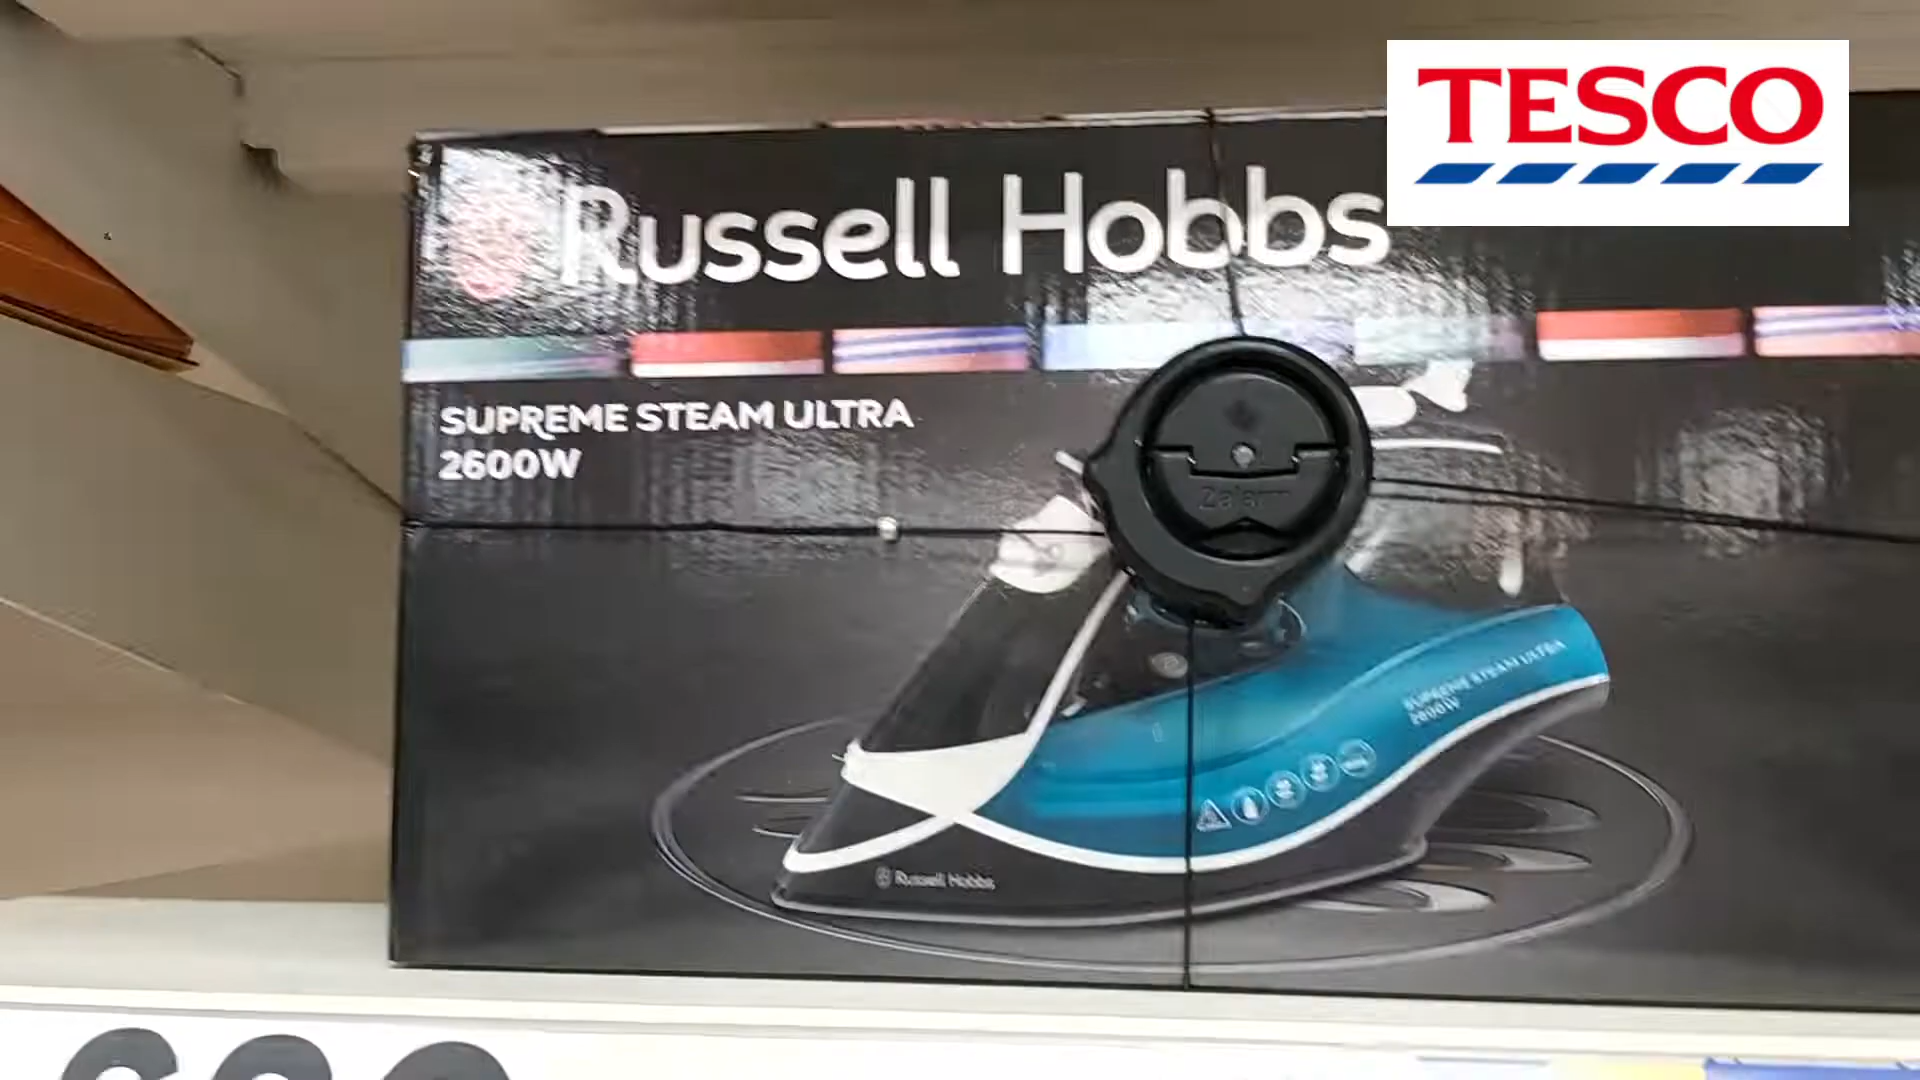 TESCO
Russell Hobbs
SUPREME STEAM ULTRA
2600W
SUPREME STEAM ULTRA
2600W
Russell Hobbs